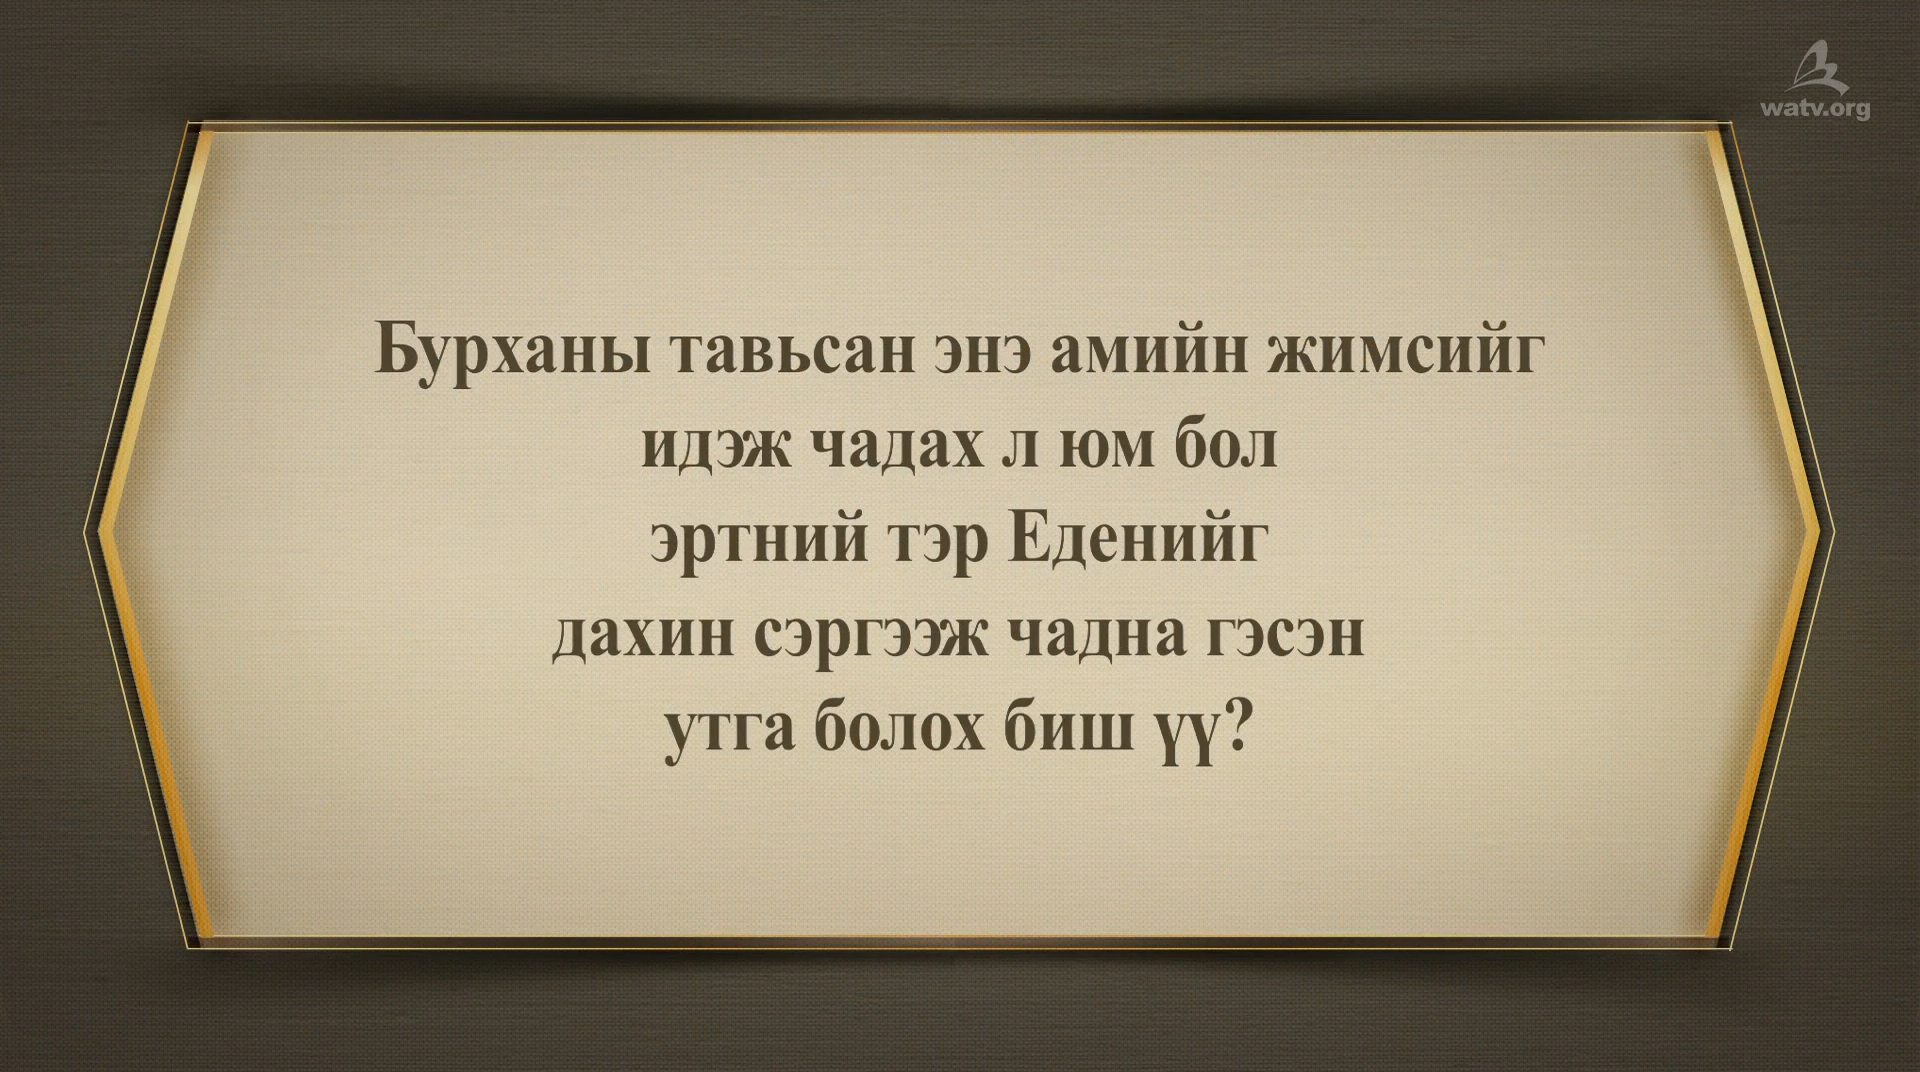 watv.org
Бурханы тавьсан энэ амийн жимсийг
идэж чадах л юм бол
эртний тэр Еденийг
дахин сэргээж чадна гэсэн
утга болох биш үү?